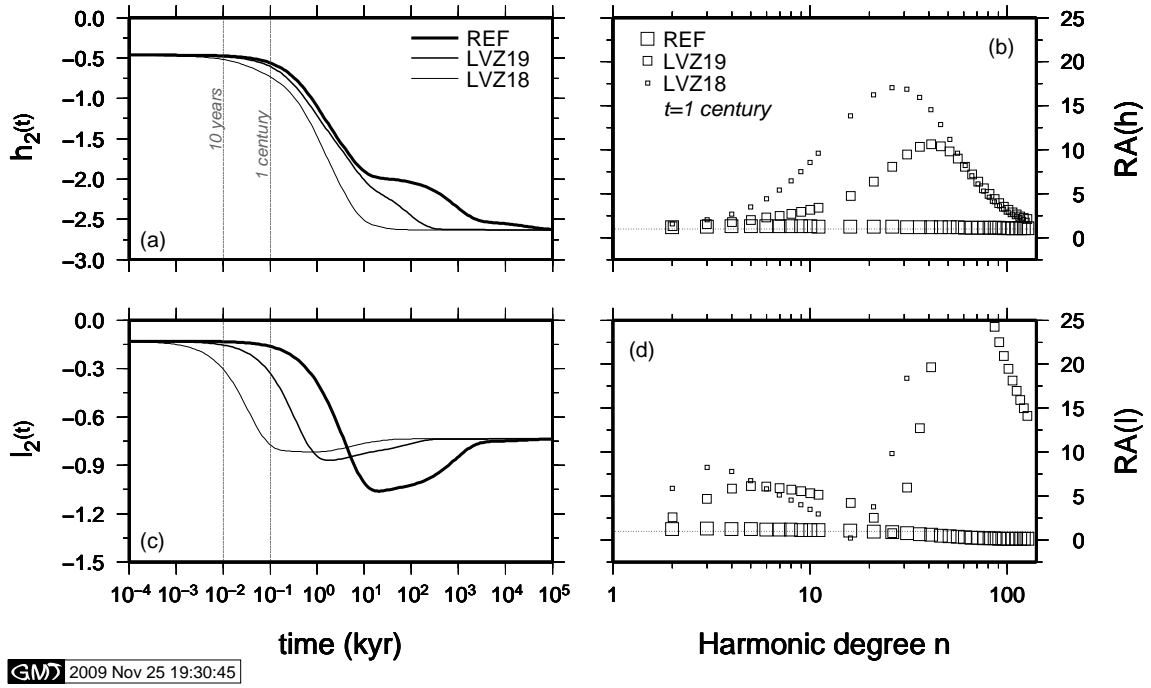 0.0
−0.5
−1.0
−1.5
−2.0
−2.5
−3.0
h2(t)
10 years
1 century
REF
LVZ19
LVZ18
(a)
REF
LVZ19
LVZ18
t=1 century
(b)
25
20
15
10
5
0
RA(h)
0.0
−0.3
−0.6
−0.9
−1.2
−1.5
l2(t)
(c)
10−4 10−3 10−2 10−1 100 101 102 103 104 105
time (kyr)
(d)
25
20
15
10
5
0
RA(l)
1 10 100
Harmonic degree n
GMT 2009 Nov 25 19:30:45